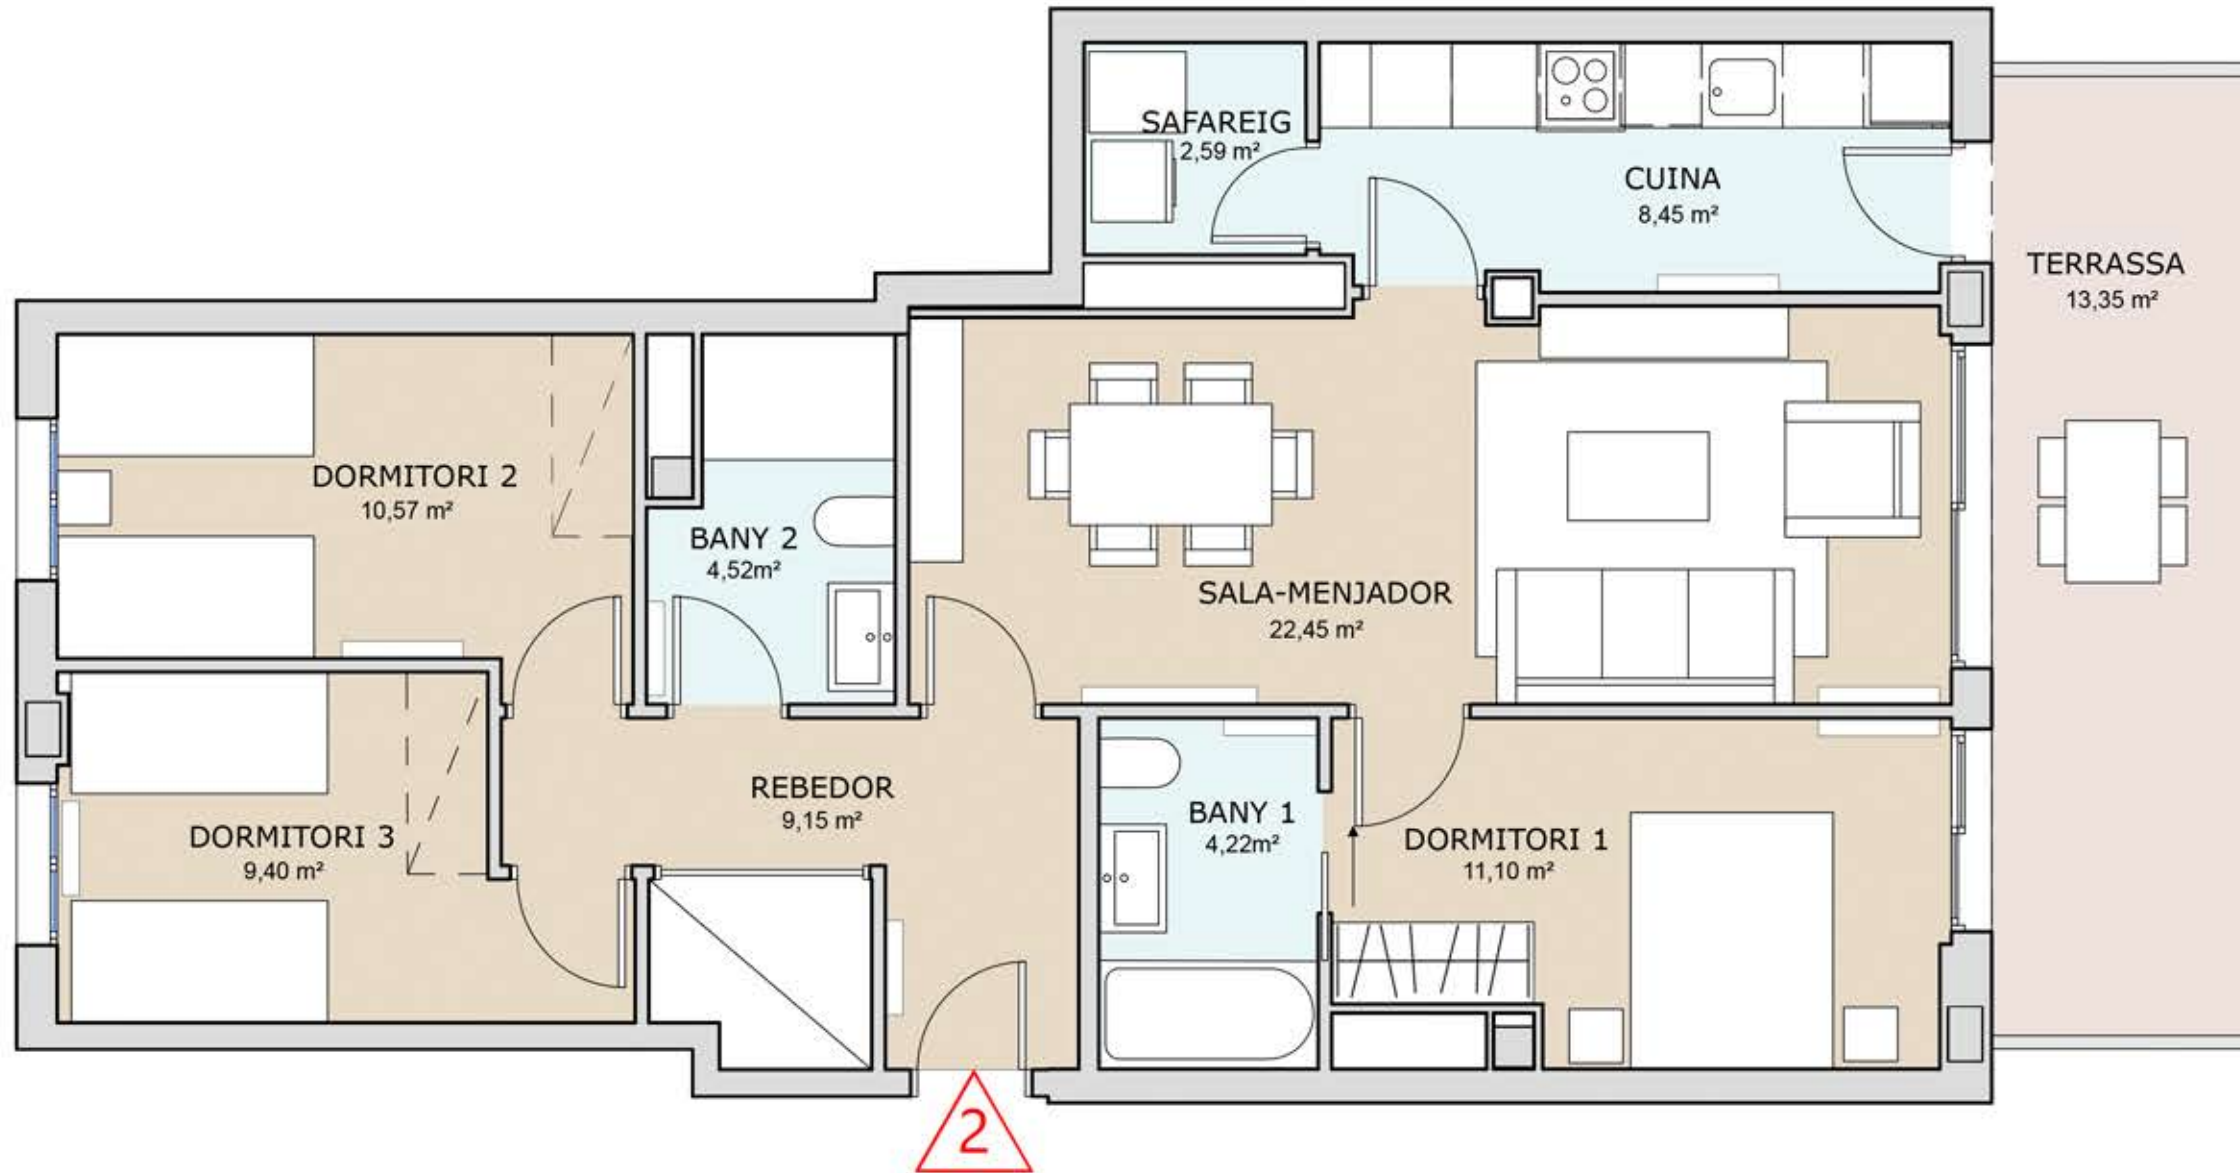 SAFAREIG
2,59 m²
CUINA
8,45 m²
TERRASSA
13,35 m²
DORMITORI 2
10,57 m²
BANY 2
4,52m²
SALA-MENJADOR
22,45 m²
REBEDOR
9,15 m²
BANY 1
4,22m²
DORMITORI 1
11,10 m²
DORMITORI 3
9,40 m²
2